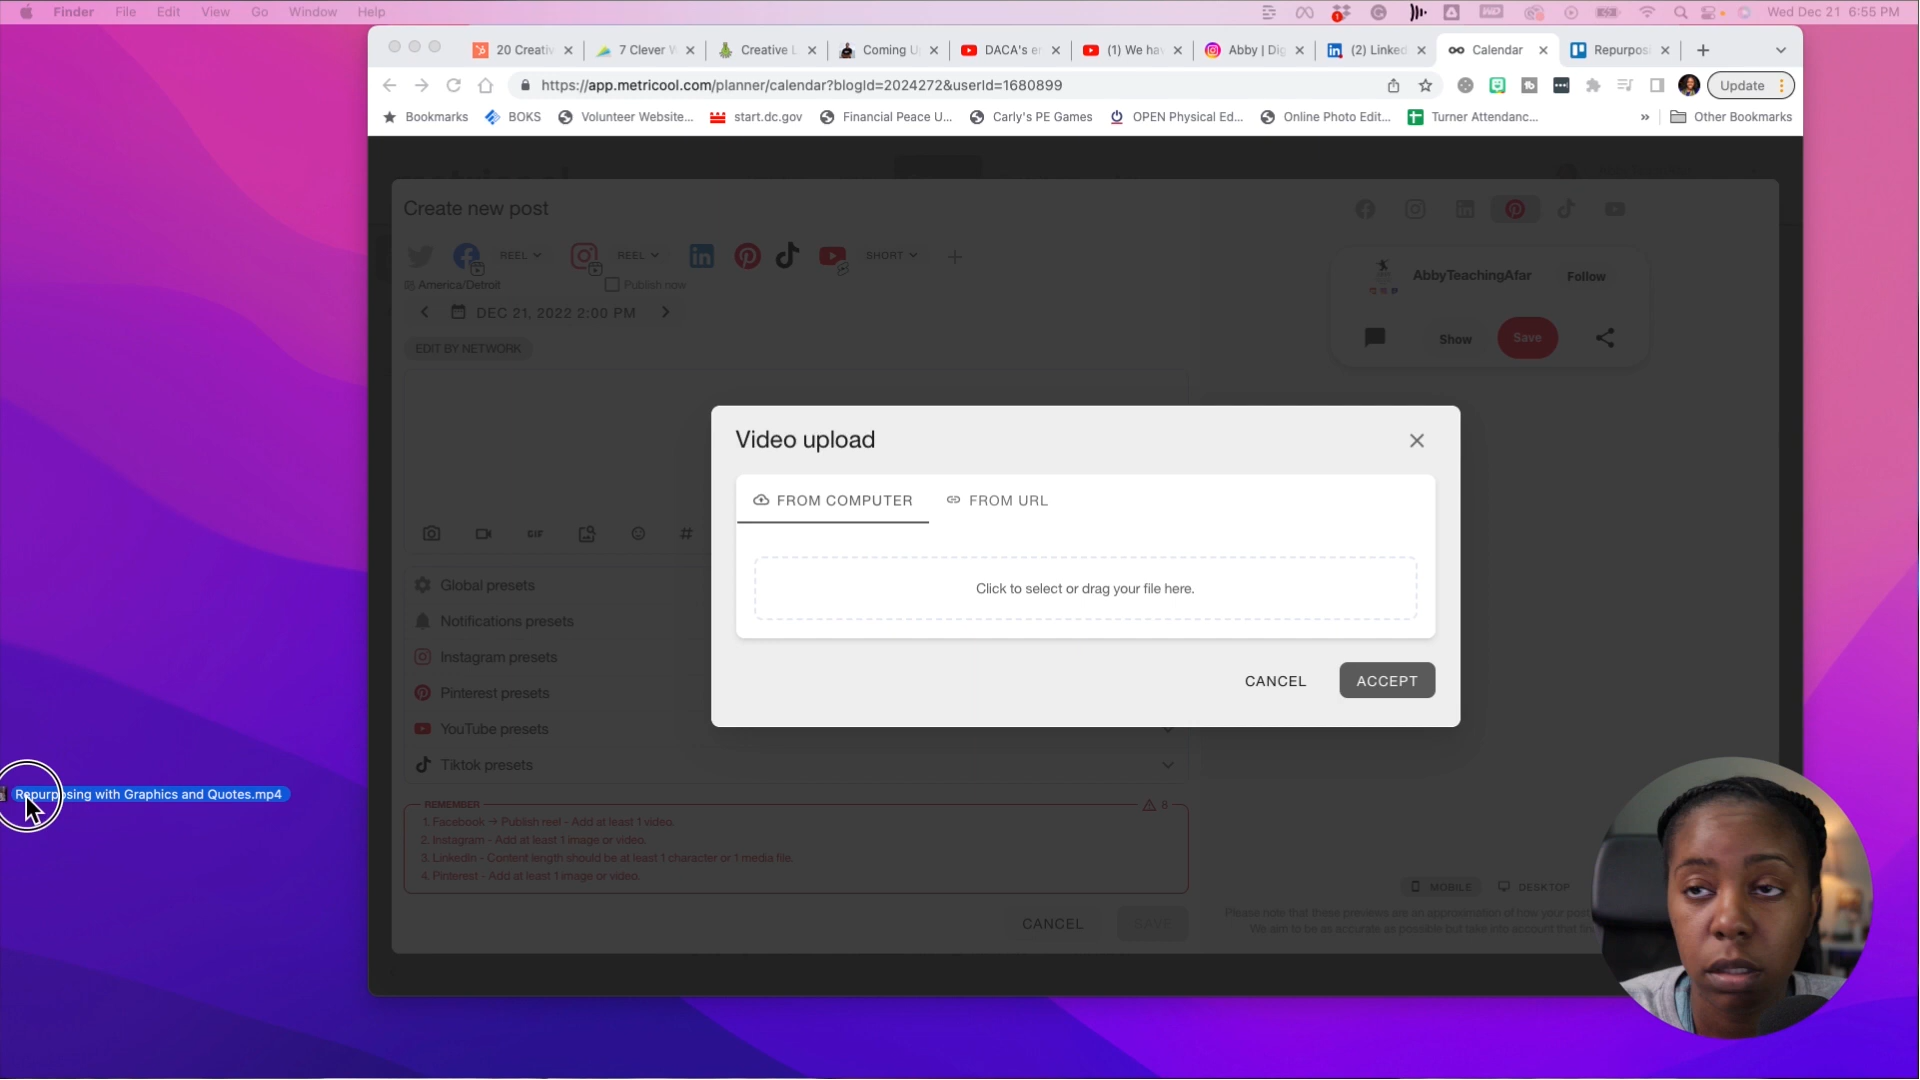 Finder File Edit View Go Window Help
Wed Dec 21 6:55 PM
20 Creativ
7 Clever W
Creative L
Coming U
DACA's e
(1) We hav
Abby | Dig
(2) Linked
Calendar
Repurpos
https://app.metricool.com/planner/calendar?blogId=2024272&userId=1680899
Update
Bookmarks
BOKS
Volunteer Website...
start.dc.gov
Financial Peace U...
Carly's PE Games
OPEN Physical Ed...
Online Photo Edit...
Turner Attendanc...
»
Other Bookmarks
Create new post
REEL
REEL
SHORT
America/Detroit
Publish now
DEC 21, 2022 2:00 PM
EDIT BY NETWORK
AbbyTeachingAfar
Follow
Show
Save
Video upload
FROM COMPUTER
FROM URL
Click to select or drag your file here.
CANCEL
ACCEPT
GIF
#
Global presets
Notifications presets
Instagram presets
Pinterest presets
YouTube presets
Tiktok presets
Repurposing with Graphics and Quotes.mp4
REMEMBER
8
1. Facebook → Publish reel - Add at least 1 video.
2. Instagram - Add at least 1 image or video.
3. LinkedIn - Content length should be at least 1 character or 1 media file.
4. Pinterest - Add at least 1 image or video.
CANCEL
SAVE
MOBILE
DESKTOP
Please note that these previews are an approximation of how your post
We aim to be as accurate as possible but take into account that